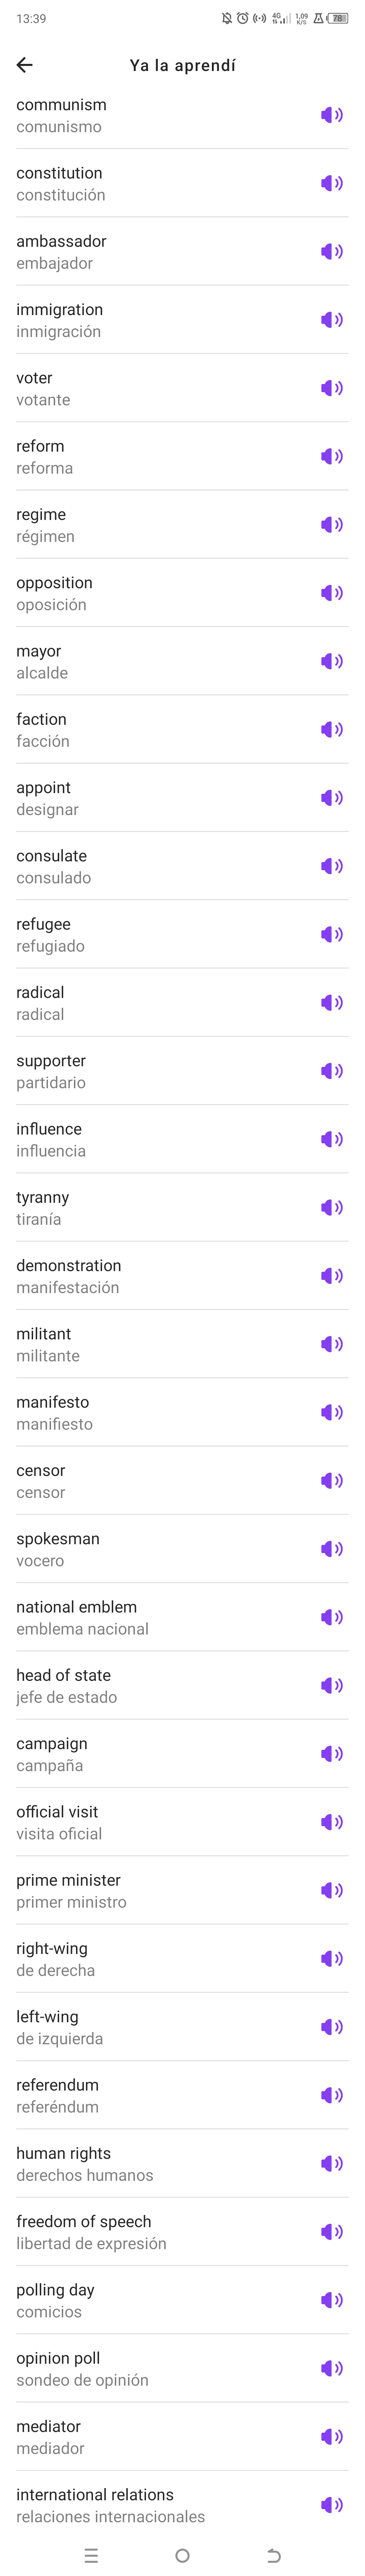 13:39
4G
1,09
K/S
78
Ya la aprendí
communism
comunismo
constitution
constitución
ambassador
embajador
immigration
inmigración
voter
votante
reform
reforma
regime
régimen
opposition
oposición
mayor
alcalde
faction
facción
appoint
designar
consulate
consulado
refugee
refugiado
radical
radical
supporter
partidario
influence
influencia
tyranny
tiranía
demonstration
manifestación
militant
militante
manifesto
manifiesto
censor
censor
spokesman
vocero
national emblem
emblema nacional
head of state
jefe de estado
campaign
campaña
official visit
visita oficial
prime minister
primer ministro
right-wing
de derecha
left-wing
de izquierda
referendum
referéndum
human rights
derechos humanos
freedom of speech
libertad de expresión
polling day
comicios
opinion poll
sondeo de opinión
mediator
mediador
international relations
relaciones internacionales